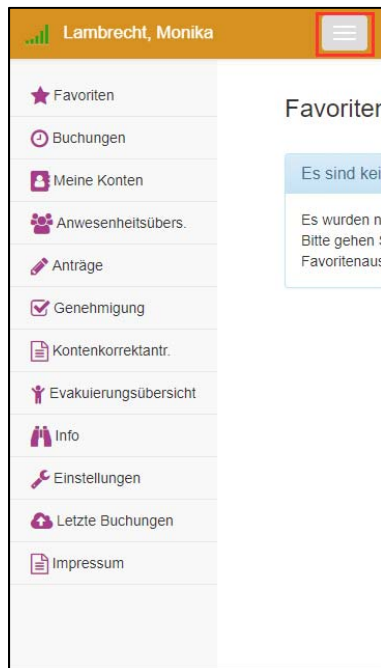 Lambrecht, Monika
Favoriten
Buchungen
Meine Konten
Anwesenheitsübers.
Anträge
Genehmigung
Kontenkorrektantr.
Evakuierungsübersicht
Info
Einstellungen
Letzte Buchungen
Impressum
Favoriten
Es sind kei
Es wurden n
Bitte gehen
Favoritenaus